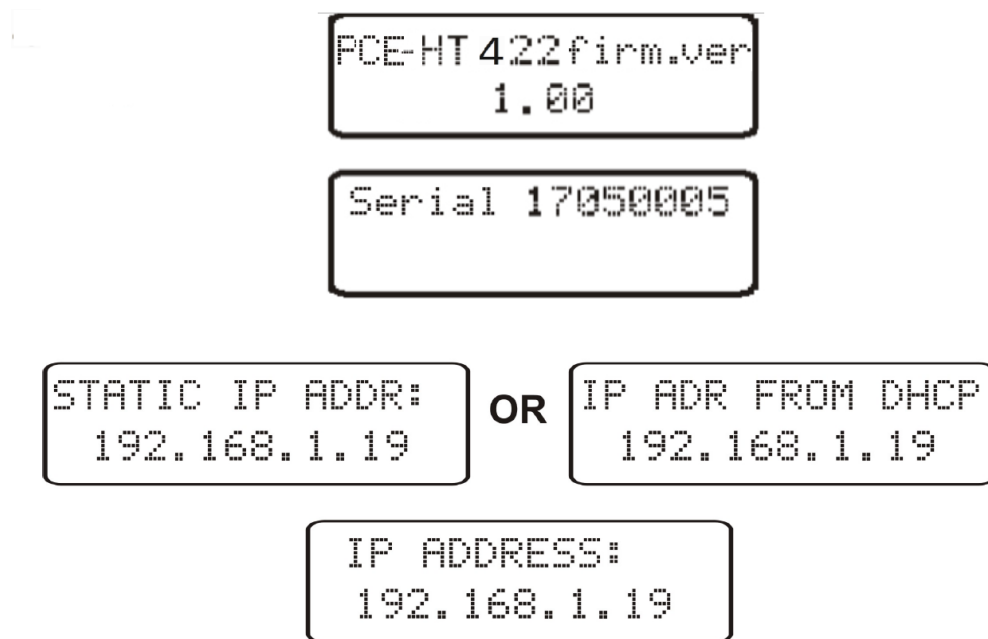 PCE-HT 422firm.ver
1.00
Serial 17050005
STATIC IP ADDR:
192.168.1.19
OR
IP ADR FROM DHCP
192.168.1.19
IP ADDRESS:
192.168.1.19